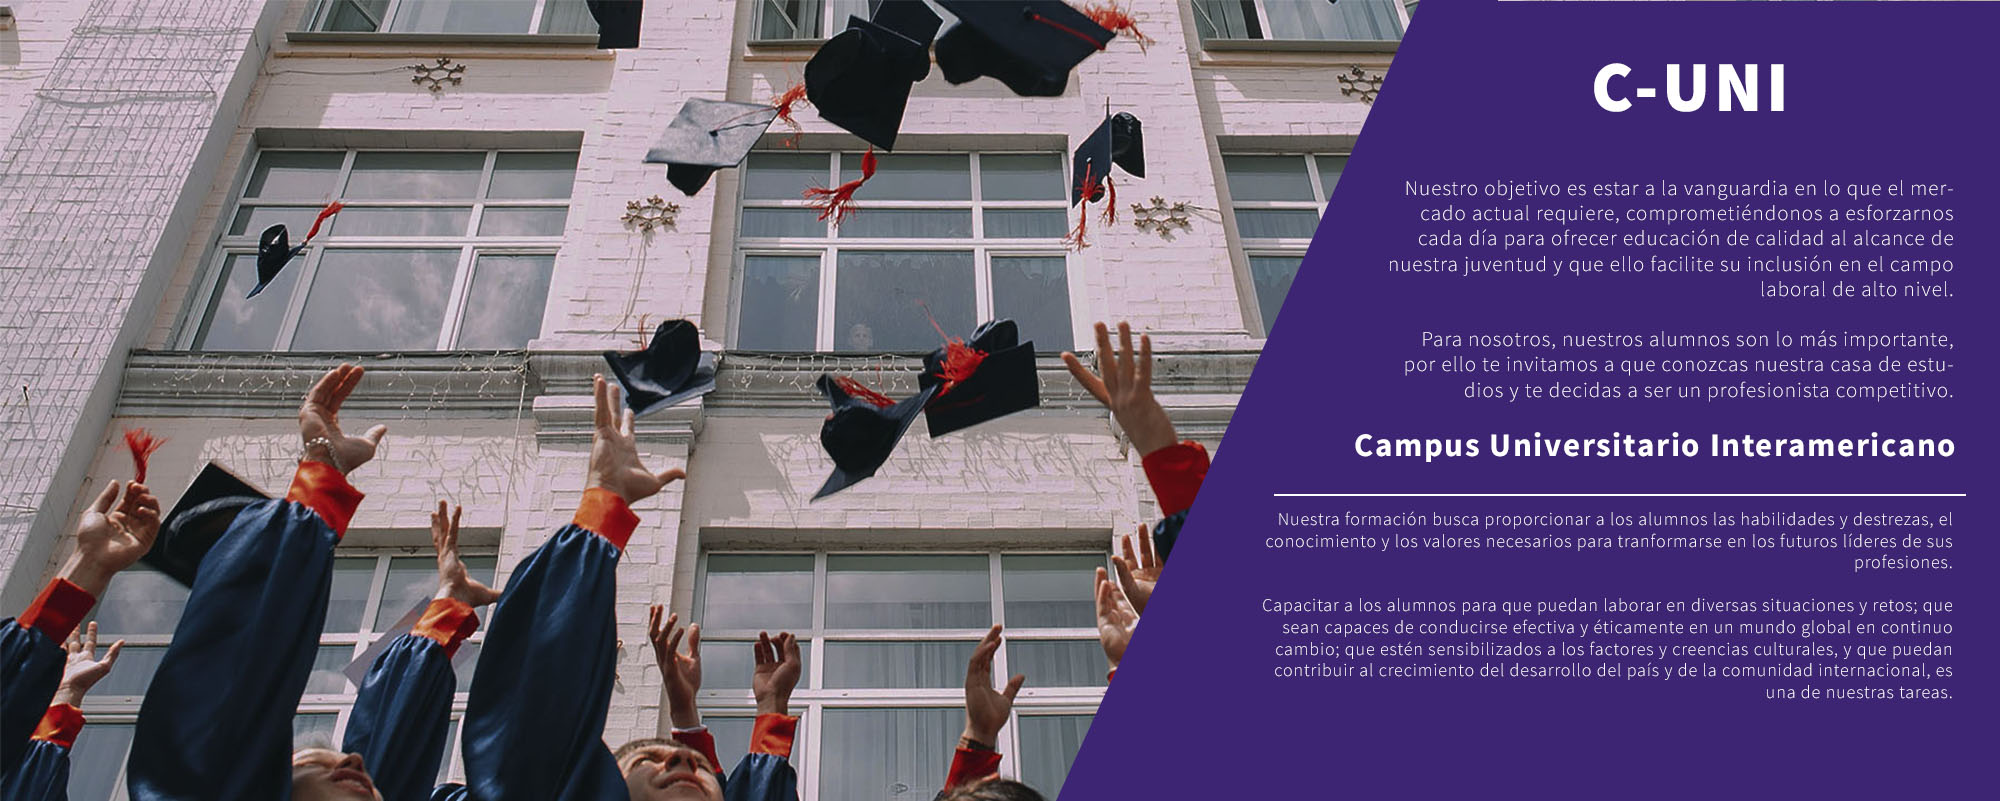 C-UNI
Nuestro objetivo es estar a la vanguardia en lo que el mer-
cado actual requiere, comprometiéndonos a esforzarnos
cada día para ofrecer educación de calidad al alcance de
nuestra juventud y que ello facilite su inclusión en el campo
laboral de alto nivel.
Para nosotros, nuestros alumnos son lo más importante,
por ello te invitamos a que conozcas nuestra casa de estu-
dios y te decidas a ser un profesionista competitivo.
Campus Universitario Interamericano
Nuestra formación busca proporcionar a los alumnos las habilidades y destrezas, el
conocimiento y los valores necesarios para tranformarse en los futuros líderes de sus
profesiones.
Capacitar a los alumnos para que puedan laborar en diversas situaciones y retos; que
sean capaces de conducirse efectiva y éticamente en un mundo global en continuo
cambio; que estén sensibilizados a los factores y creencias culturales, y que puedan
contribuir al crecimiento del desarrollo del país y de la comunidad internacional, es
una de nuestras tareas.